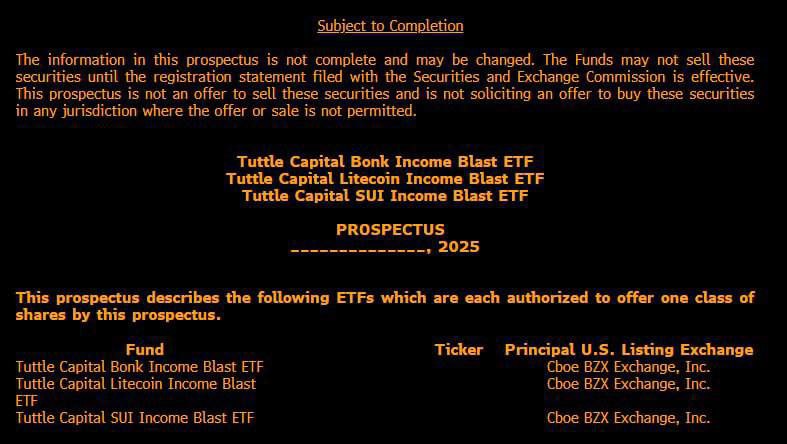 Subject to Completion
The information in this prospectus is not complete and may be changed. The Funds may not sell these
securities until the registration statement filed with the Securities and Exchange Commission is effective.
This prospectus is not an offer to sell these securities and is not soliciting an offer to buy these securities
in any jurisdiction where the offer or sale is not permitted.
Tuttle Capital Bonk Income Blast ETF
Tuttle Capital Litecoin Income Blast ETF
Tuttle Capital SUI Income Blast ETF
PROSPECTUS
______________, 2025
This prospectus describes the following ETFs which are each authorized to offer one class of
shares by this prospectus.
Fund Ticker Principal U.S. Listing Exchange
Tuttle Capital Bonk Income Blast ETF Cboe BZX Exchange, Inc.
Tuttle Capital Litecoin Income Blast Cboe BZX Exchange, Inc.
ETF
Tuttle Capital SUI Income Blast ETF Cboe BZX Exchange, Inc.